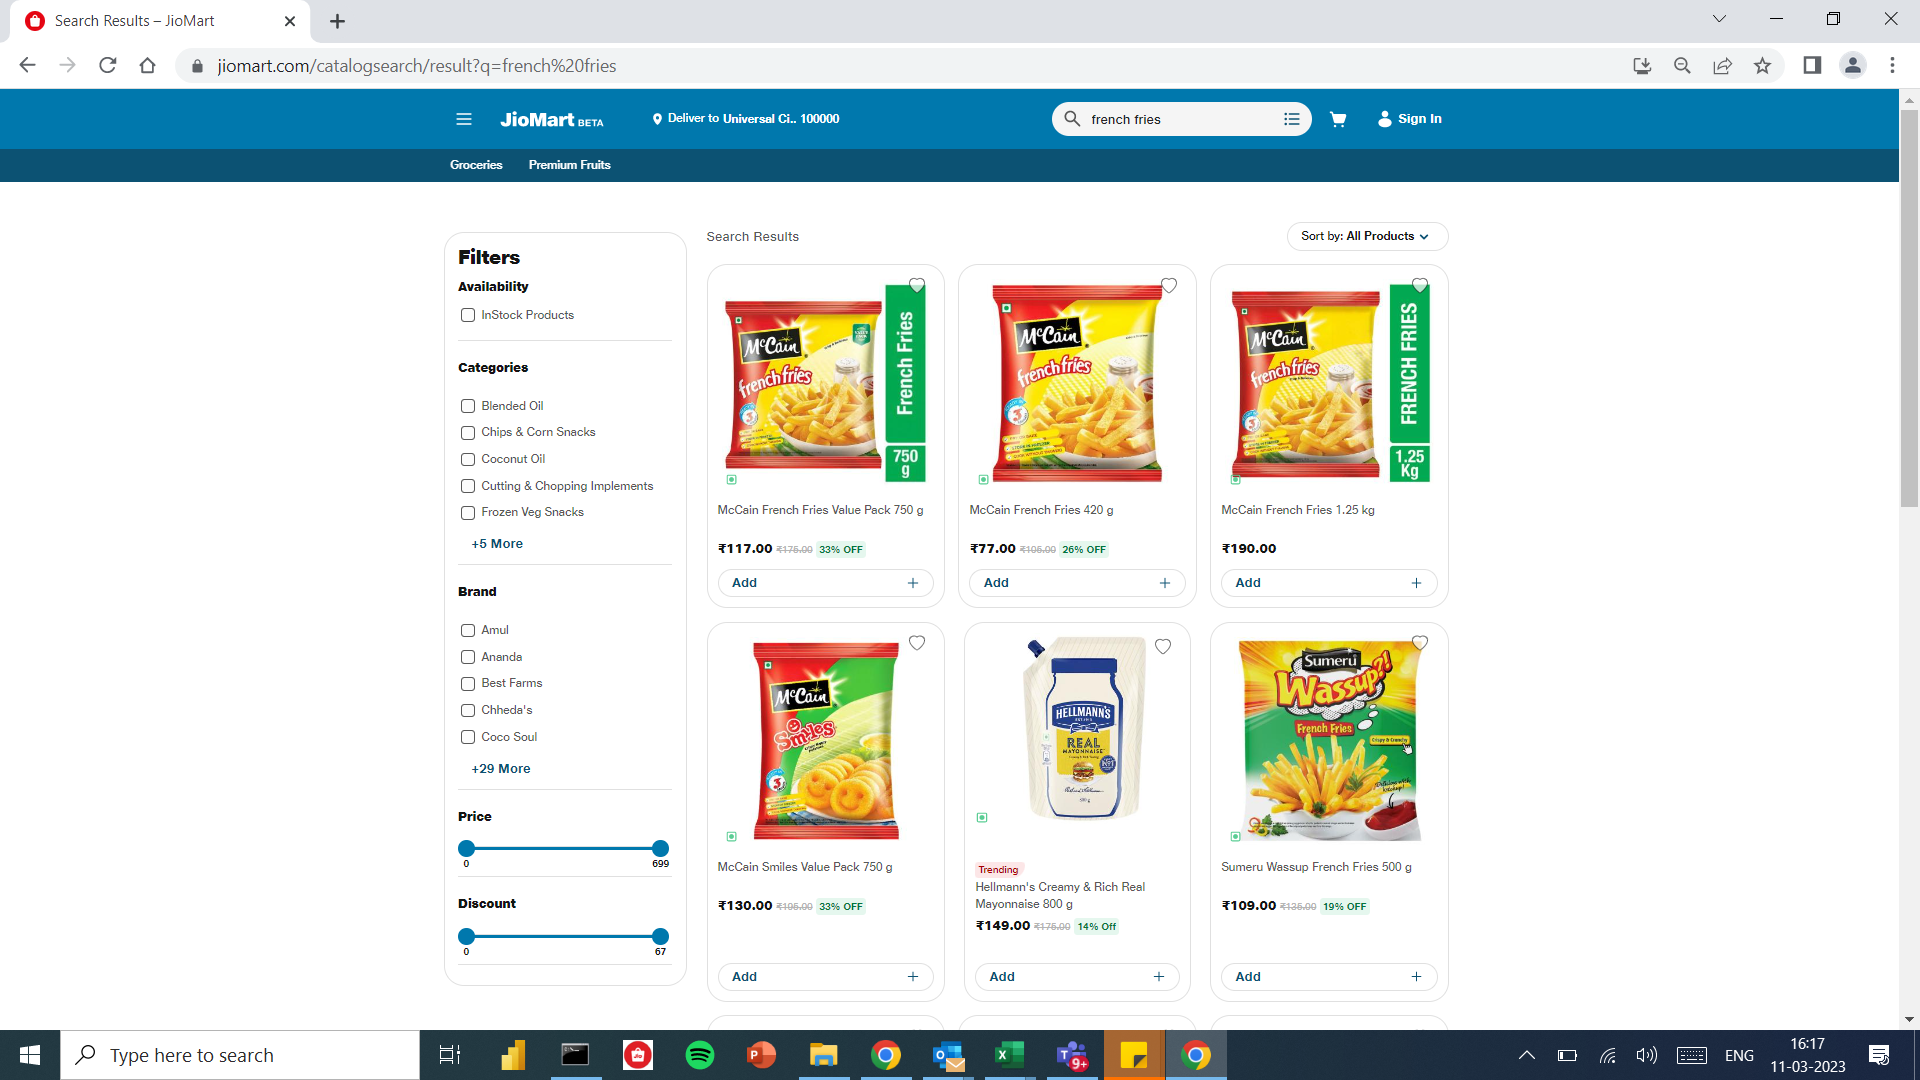 Search Results – JioMart
jiomart.com/catalogsearch/result?q=french%20fries
JioMart BETA
Deliver to Universal Ci.. 100000
french fries
Sign In
Groceries
Premium Fruits
Filters
Availability
InStock Products
Categories
Blended Oil
Chips & Corn Snacks
Coconut Oil
Cutting & Chopping Implements
Frozen Veg Snacks
+5 More
Brand
Amul
Ananda
Best Farms
Chheda's
Coco Soul
+29 More
Price
0
699
Discount
0
67
Search Results
Sort by: All Products
McCain
french fries
French Fries
750 g
McCain French Fries Value Pack 750 g
₹117.00 ₹175.00 33% OFF
Add
McCain
french fries
McCain French Fries 420 g
₹77.00 ₹105.00 26% OFF
Add
McCain
french fries
FRENCH FRIES
1.25 Kg
McCain French Fries 1.25 kg
₹190.00
Add
McCain
Smiles
McCain Smiles Value Pack 750 g
₹130.00 ₹195.00 33% OFF
Add
HELLMANN'S
REAL
MAYONNAISE
Trending
Hellmann's Creamy & Rich Real
Mayonnaise 800 g
₹149.00 ₹175.00 14% Off
Add
Sumeru
Wassup?!
French Fries
Crispy & Crunchy
Sumeru Wassup French Fries 500 g
₹109.00 ₹135.00 19% OFF
Add
Type here to search
9+
ENG
16:17
11-03-2023